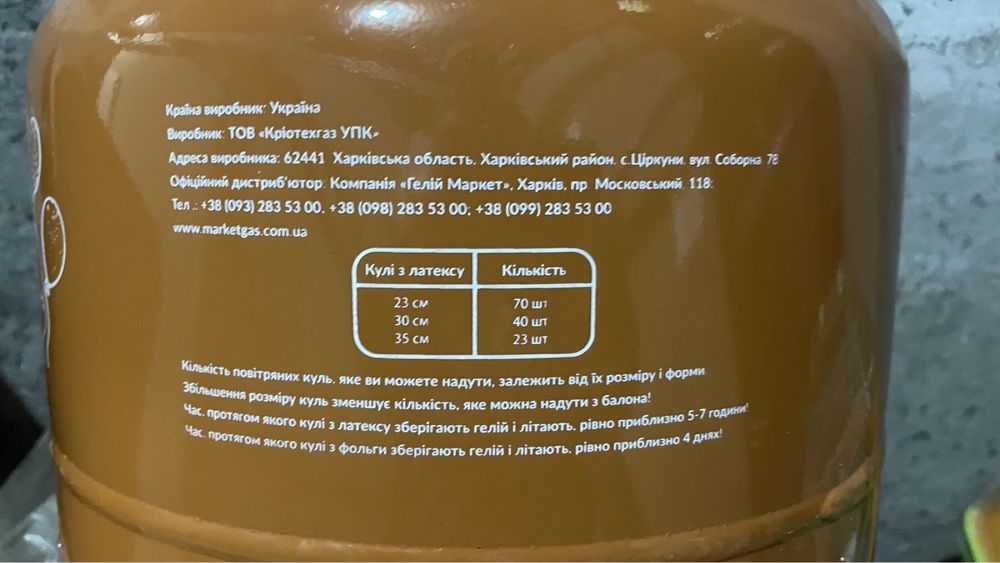 Країна виробник: Україна
Виробник: ТОВ «Кріотехгаз УПК»
Адреса виробника: 62441 Харківська область, Харківський район, с.Циркуни, вул. Соборна 78
Офіційний дистриб'ютор: Компанія «Гелій Маркет», Харків, пр. Московський, 118;
Тел .: +38 (093) 283 53 00, +38 (098) 283 53 00; +38 (099) 283 53 00
www.marketgas.com.ua
Кулі з латексу Кількість
23 см 70 шт
30 см 40 шт
35 см 23 шт
Кількість повітряних куль, яке ви можете надути, залежить від їх розміру і форми
Збільшення розміру куль зменшує кількість, яке можна надути з балона!
Час, протягом якого кулі з латексу зберігають гелій і літають, рівно приблизно 5-7 години!
Час, протягом якого кулі з фольги зберігають гелій і літають, рівно приблизно 4 днях!